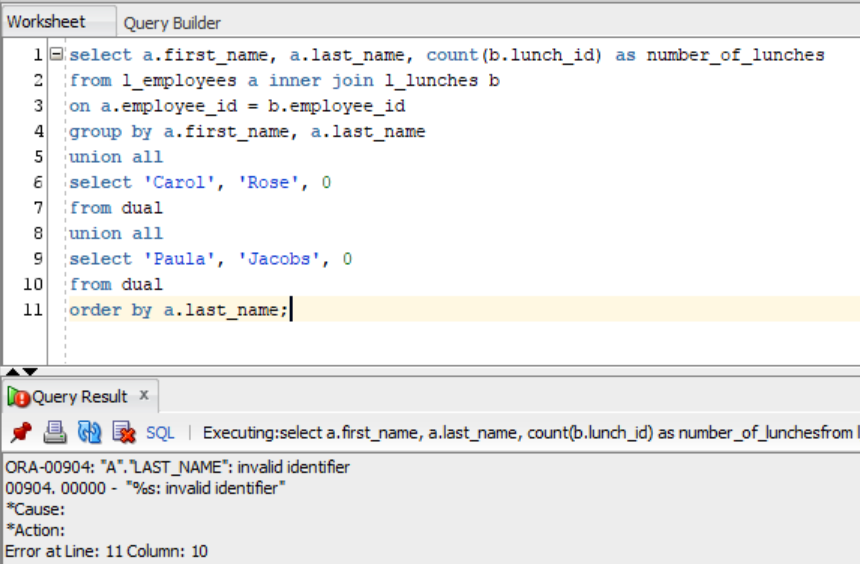 Worksheet Query Builder
1 select a.first_name, a.last_name, count(b.lunch_id) as number_of_lunches
2 from l_employees a inner join l_lunches b
3 on a.employee_id = b.employee_id
4 group by a.first_name, a.last_name
5 union all
6 select 'Carol', 'Rose', 0
7 from dual
8 union all
9 select 'Paula', 'Jacobs', 0
10 from dual
11 order by a.last_name;
Query Result x
SQL | Executing:select a.first_name, a.last_name, count(b.lunch_id) as number_of_lunchesfrom l
ORA-00904: "A"."LAST_NAME": invalid identifier
00904. 00000 - "%s: invalid identifier"
*Cause:
*Action:
Error at Line: 11 Column: 10